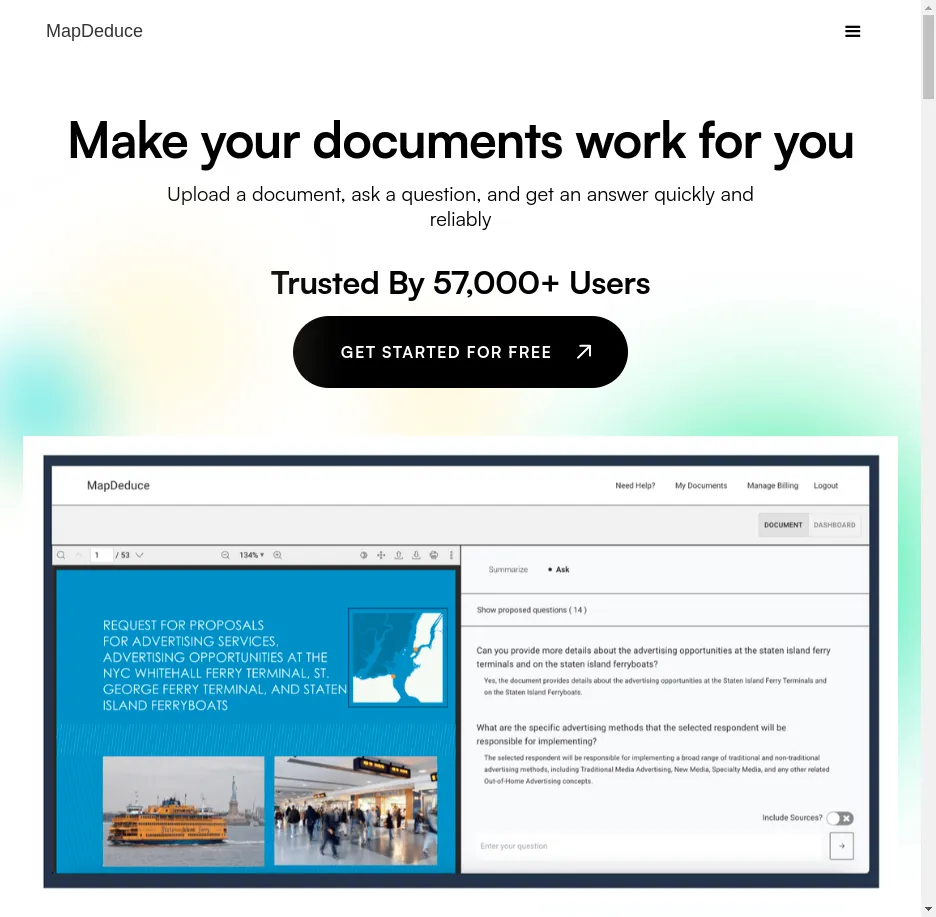 MapDeduce
Make your documents work for you
Upload a document, ask a question, and get an answer quickly and
reliably
Trusted By 57,000+ Users
GET STARTED FOR FREE
MapDeduce
Need Help? My Documents Manage Billing Logout
DOCUMENT DASHBOARD
1 / 53 134%
Summarize Ask
Show proposed questions ( 14 )
REQUEST FOR PROPOSALS
FOR ADVERTISING SERVICES,
ADVERTISING OPPORTUNITIES AT THE
NYC WHITEHALL FERRY TERMINAL, ST.
GEORGE FERRY TERMINAL, AND STATEN
ISLAND FERRYBOATS
Can you provide more details about the advertising opportunities at the staten island ferry
terminals and on the staten island ferryboats?
Yes, the document provides details about the advertising opportunities at the Staten Island Ferry Terminals and
on the Staten Island Ferryboats.
What are the specific advertising methods that the selected respondent will be
responsible for implementing?
The selected respondent will be responsible for implementing a broad range of traditional and non-traditional
advertising methods, including Traditional Media Advertising, New Media, Specialty Media, and any other related
Out-of-Home Advertising concepts.
Include Sources?
Enter your question